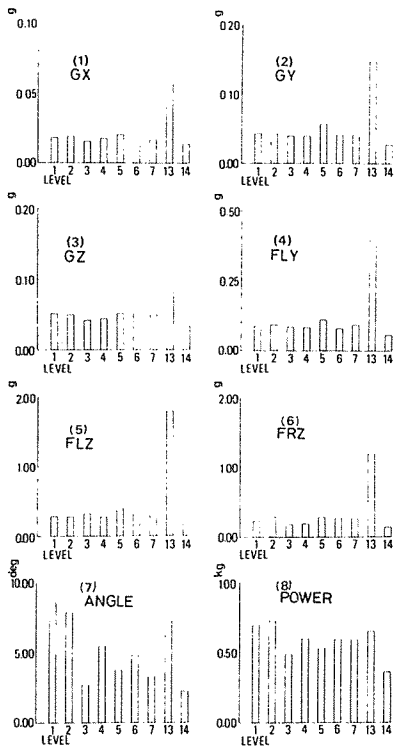 g
0.10
0.05
0.00
(1)
GX
1 2 3 4 5 6 7 13 14
LEVEL
g
0.20
0.10
0.00
(2)
GY
1 2 3 4 5 6 7 13 14
LEVEL
g
0.20
0.10
0.00
(3)
GZ
1 2 3 4 5 6 7 13 14
LEVEL
g
0.50
0.25
0.00
(4)
FLY
1 2 3 4 5 6 7 13 14
LEVEL
g
2.00
1.00
0.00
(5)
FLZ
1 2 3 4 5 6 7 13 14
LEVEL
g
2.00
1.00
0.00
(6)
FRZ
1 2 3 4 5 6 7 13 14
LEVEL
deg
10.00
5.00
0.00
(7)
ANGLE
1 2 3 4 5 6 7 13 14
LEVEL
kg
1.00
0.50
0.00
(8)
POWER
1 2 3 4 5 6 7 13 14
LEVEL